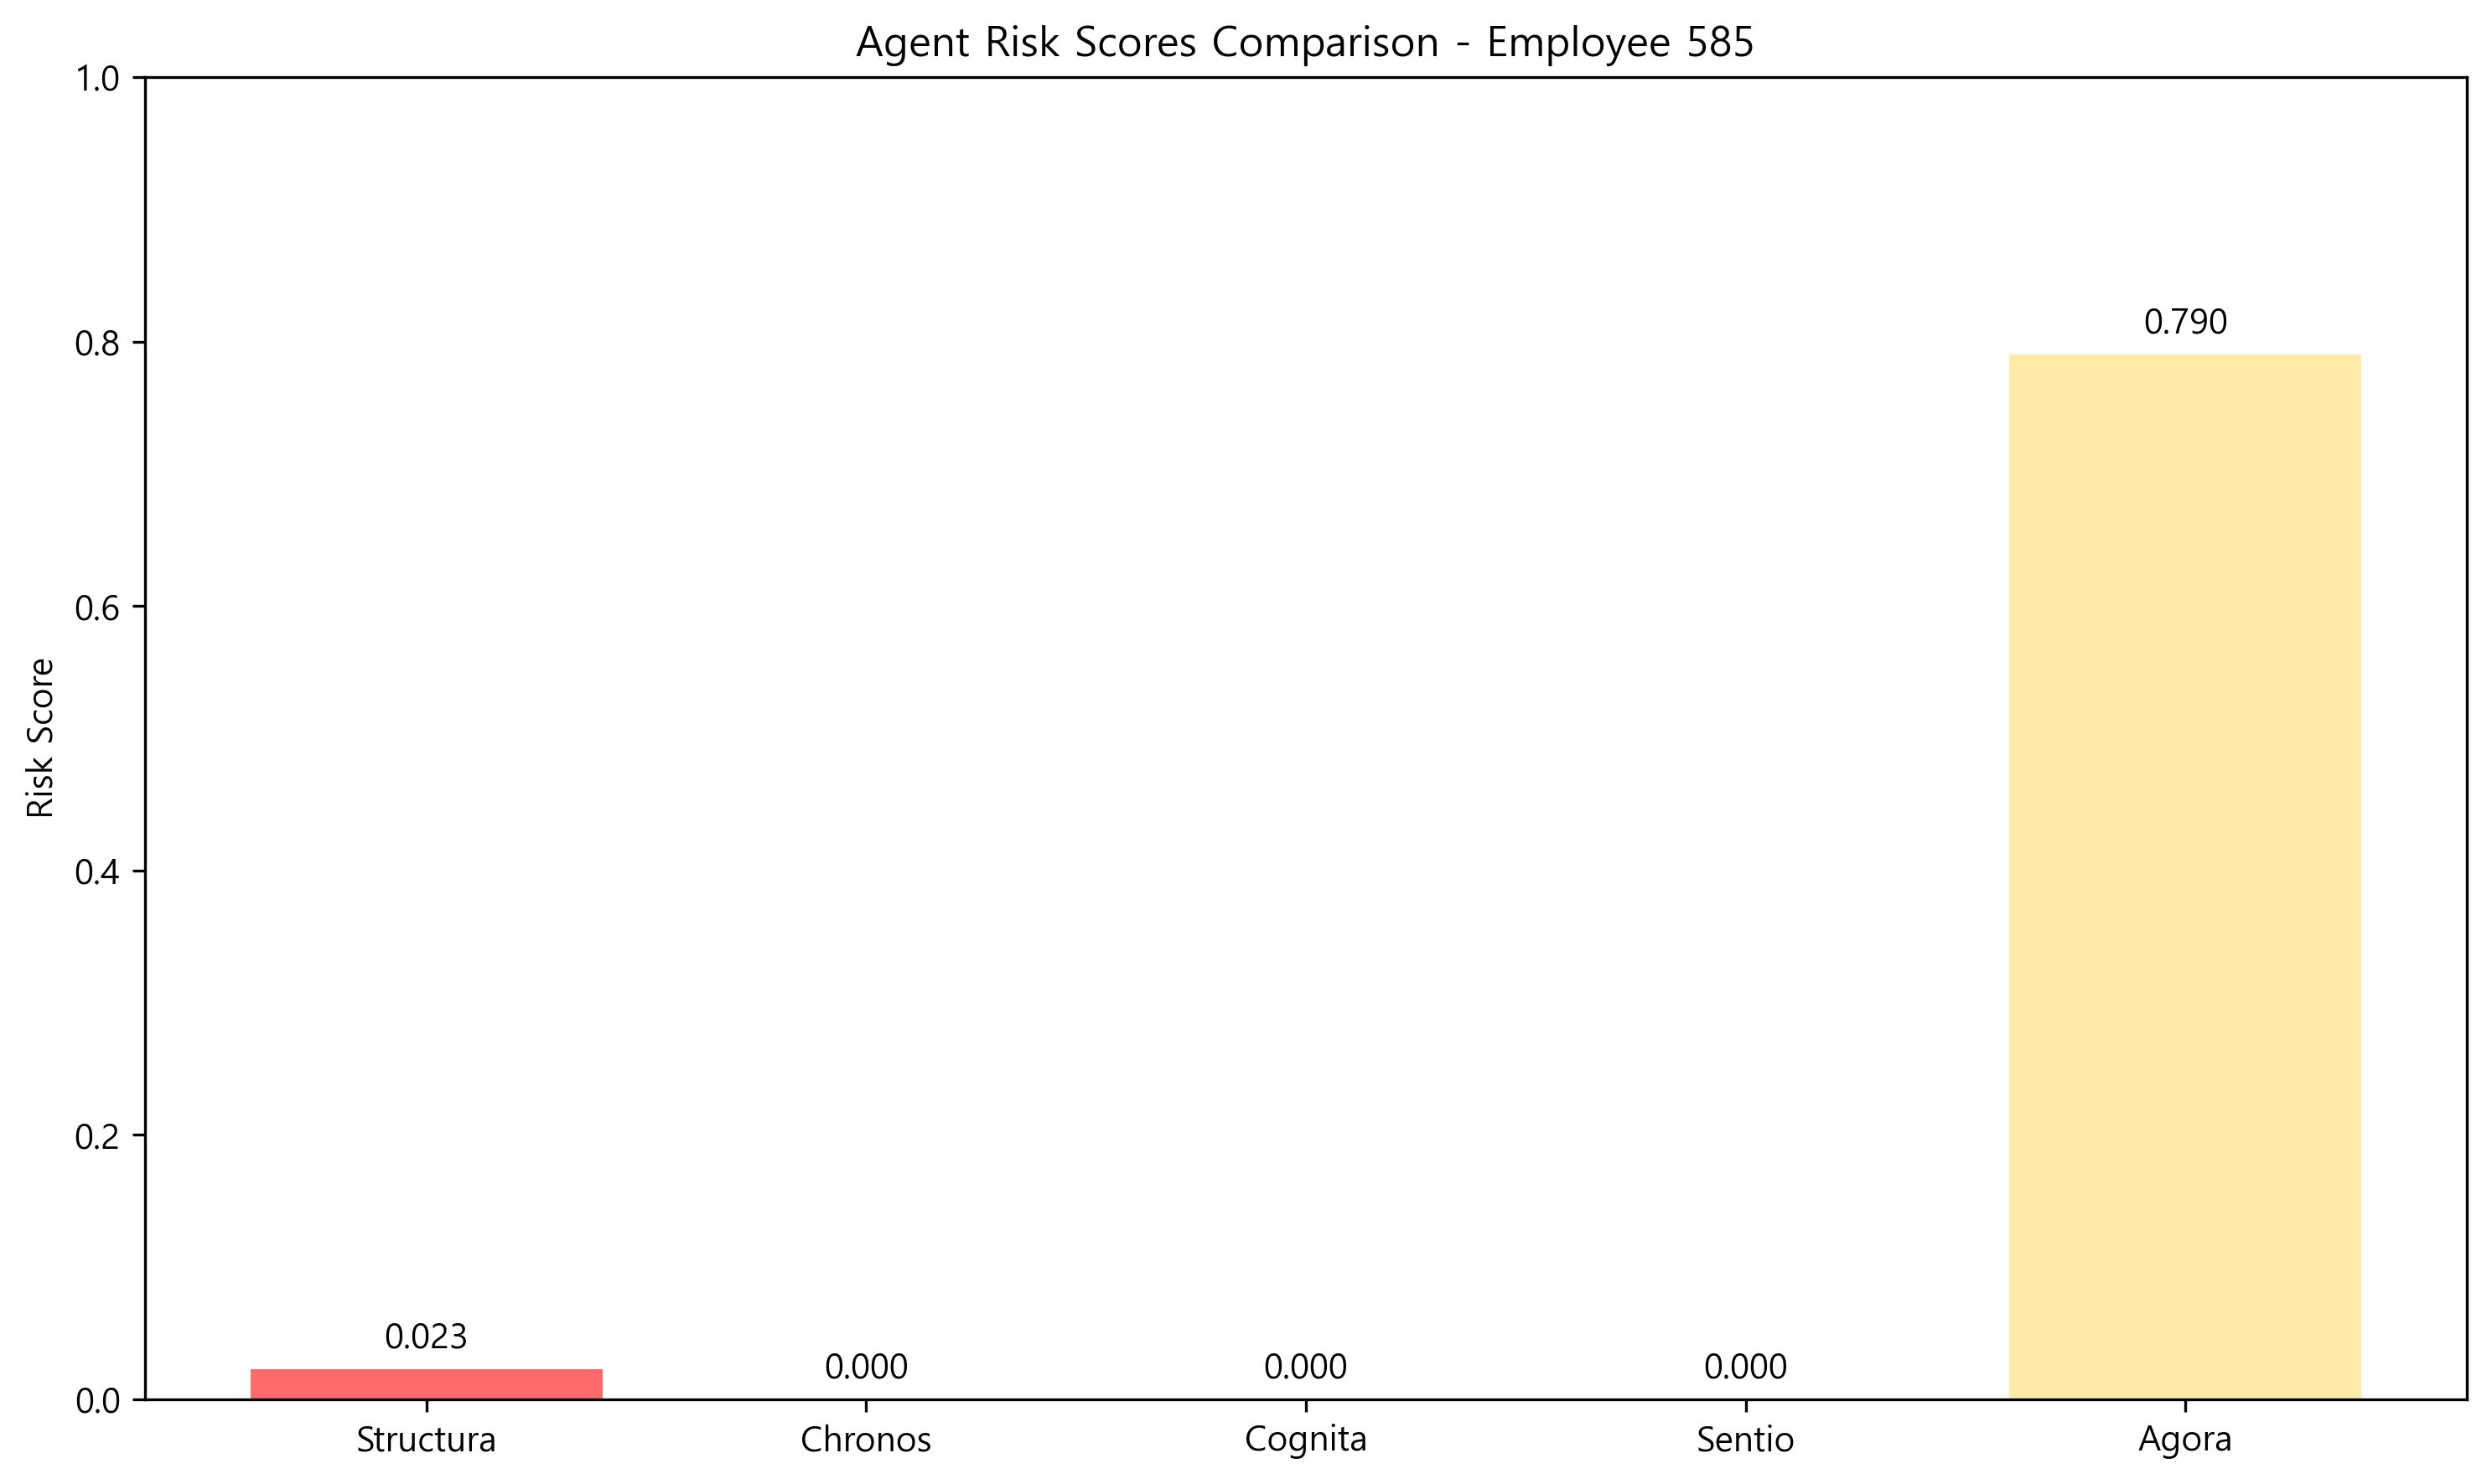 Agent Risk Scores Comparison - Employee 585
Risk Score
1.0
0.8
0.6
0.4
0.2
0.0
0.023
0.000
0.000
0.000
0.790
Structura
Chronos
Cognita
Sentio
Agora